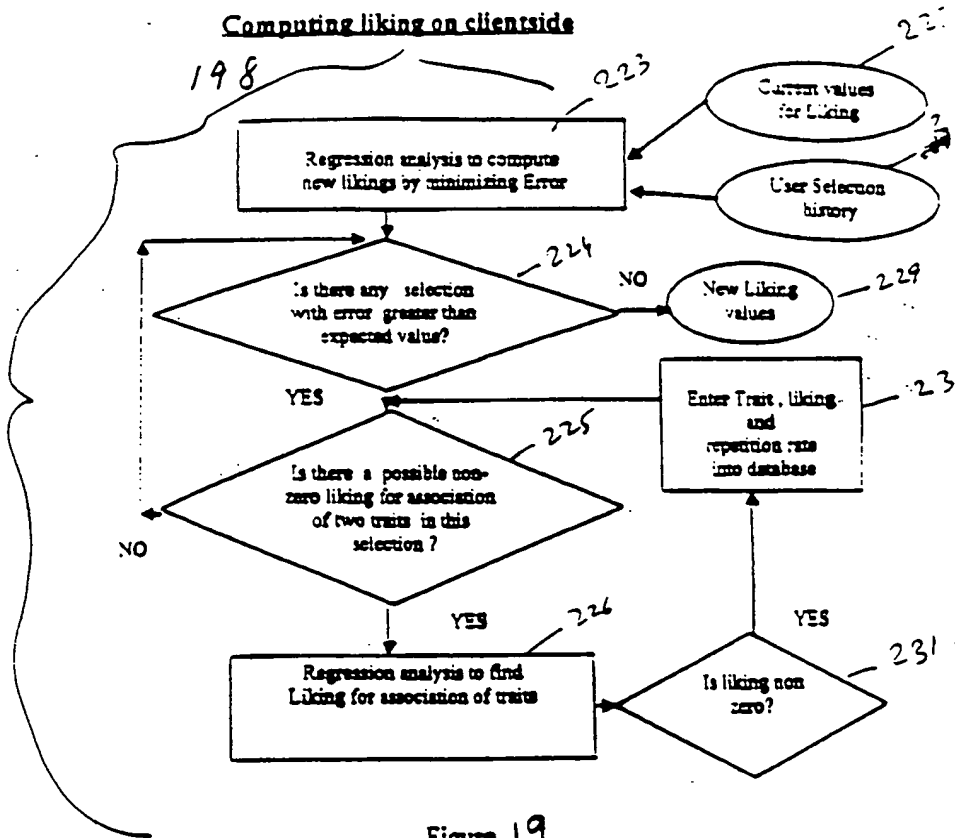 Computing liking on clientside
198
223
Current values
for Liking
Regression analysis to compute
new likings by minimizing Error
User Selection
history
224
Is there any selection
with error greater than
expected value?
NO
New Liking
values
229
YES
Enter Trait, liking
and
repetition rate
into database
23
225
Is there a possible non-
zero liking for association
of two traits in this
selection ?
NO
YES
226
YES
Regression analysis to find
Liking for association of traits
Is liking non
zero?
231
Figure 19